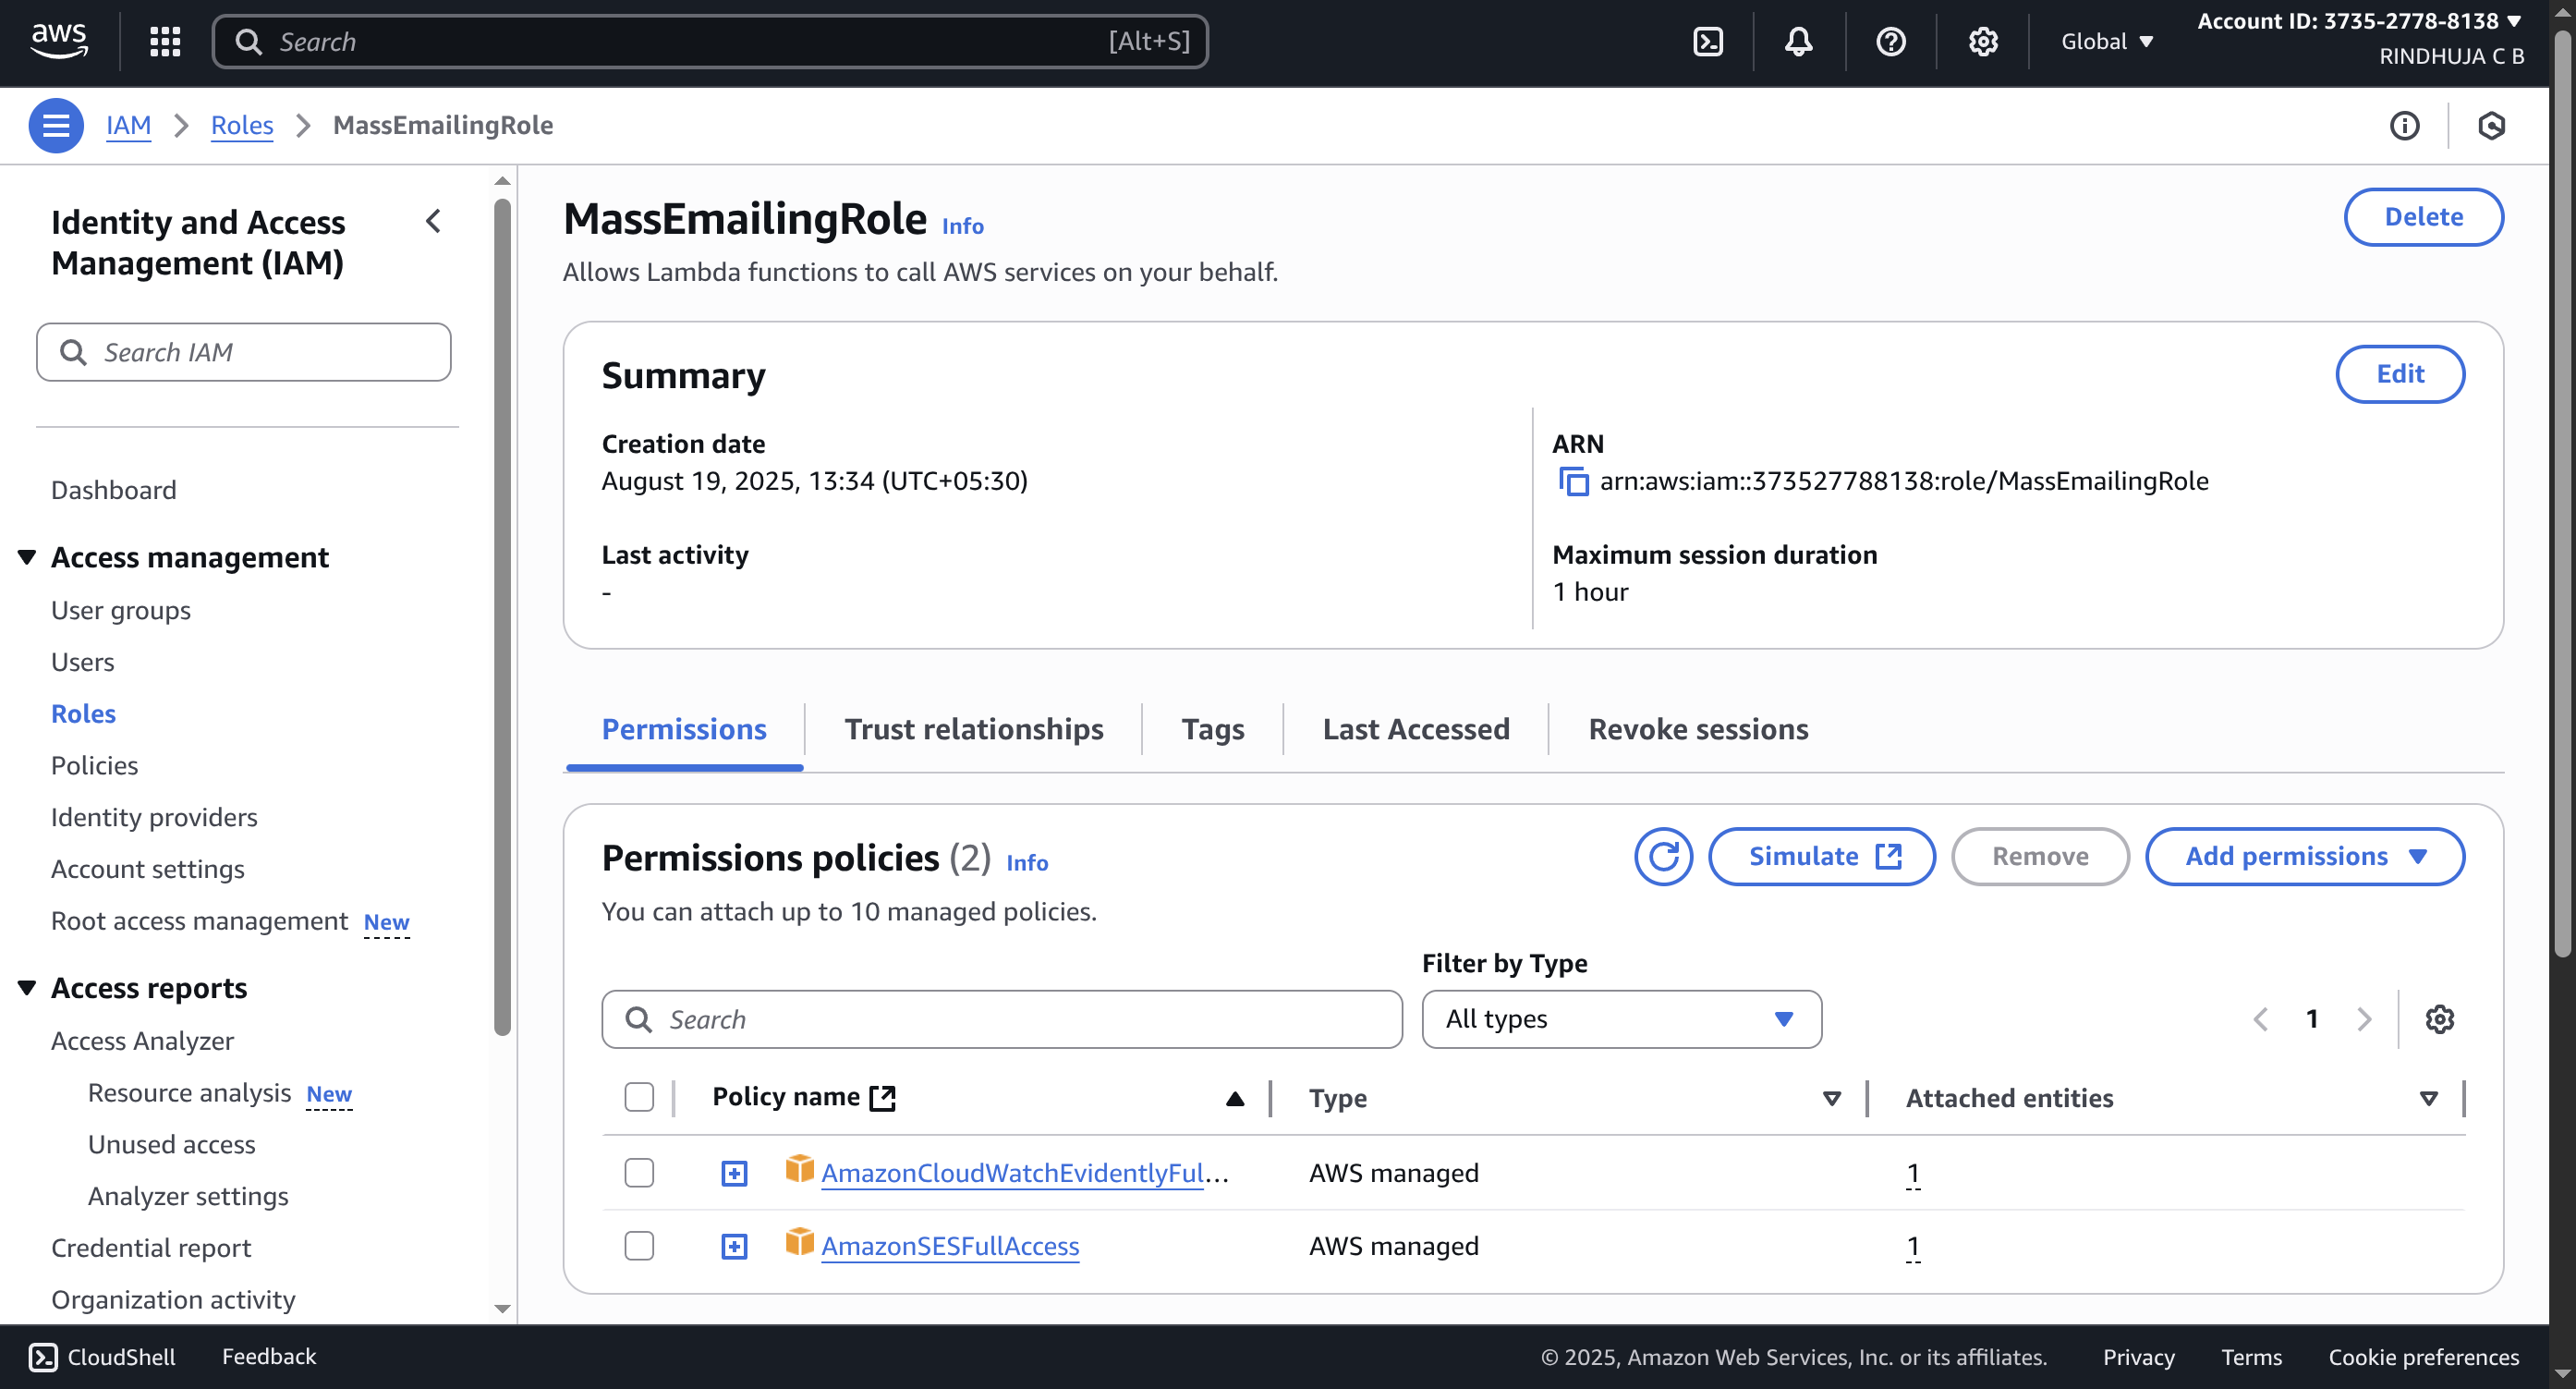 aws
Search
[Alt+S]
Global
Account ID: 3735-2778-8138
RINDHUJA C B
IAM
Roles
MassEmailingRole
Identity and Access
Management (IAM)
Search IAM
Dashboard
Access management
User groups
Users
Roles
Policies
Identity providers
Account settings
Root access management New
Access reports
Access Analyzer
Resource analysis New
Unused access
Analyzer settings
Credential report
Organization activity
MassEmailingRole Info
Delete
Allows Lambda functions to call AWS services on your behalf.
Summary
Edit
Creation date
August 19, 2025, 13:34 (UTC+05:30)
ARN
arn:aws:iam::373527788138:role/MassEmailingRole
Last activity
-
Maximum session duration
1 hour
Permissions
Trust relationships
Tags
Last Accessed
Revoke sessions
Permissions policies (2) Info
Simulate
Remove
Add permissions
You can attach up to 10 managed policies.
Filter by Type
Search
All types
1
Policy name
Type
Attached entities
AmazonCloudWatchEvidentlyFul...
AWS managed
1
AmazonSESFullAccess
AWS managed
1
CloudShell
Feedback
© 2025, Amazon Web Services, Inc. or its affiliates.
Privacy
Terms
Cookie preferences